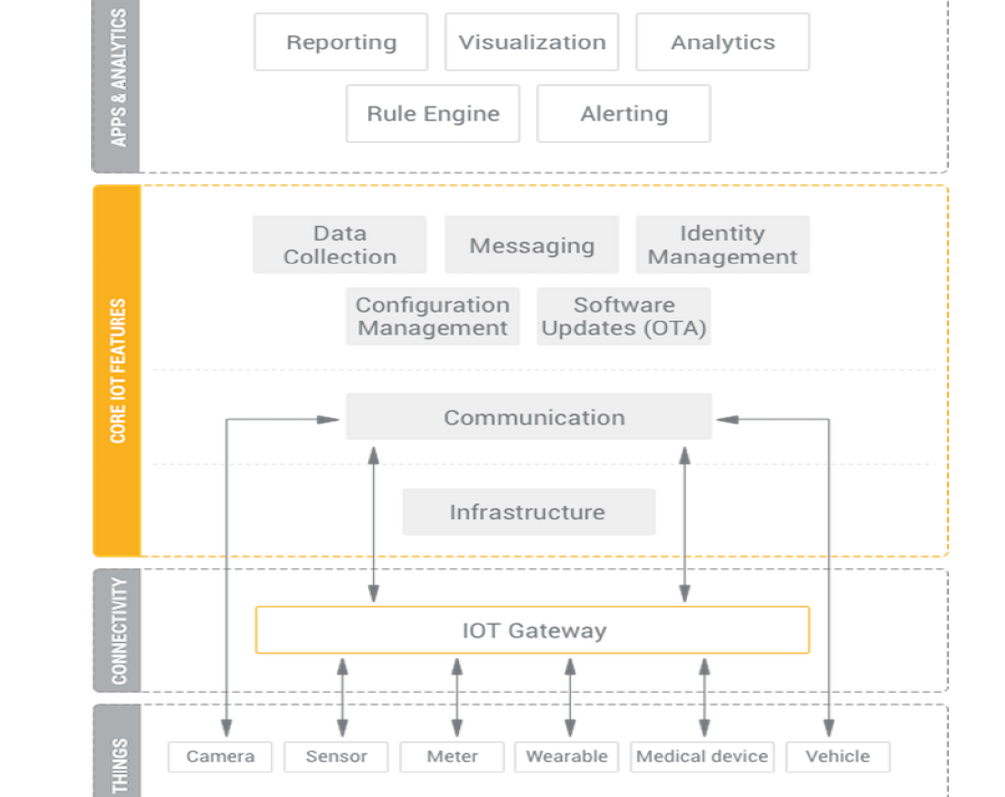 APPS & ANALYTICS
Reporting
Visualization
Analytics
Rule Engine
Alerting
CORE IOT FEATURES
Data
Collection
Messaging
Identity
Management
Configuration
Management
Software
Updates (OTA)
Communication
Infrastructure
CONNECTIVITY
IOT Gateway
THINGS
Camera
Sensor
Meter
Wearable
Medical device
Vehicle